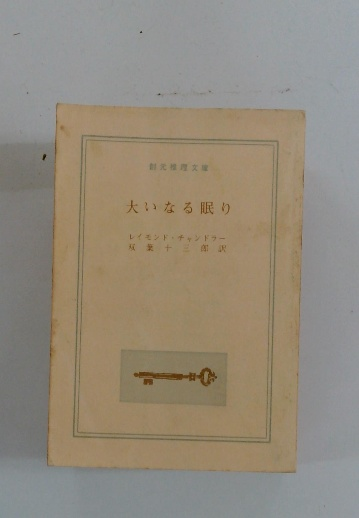 創元推理文庫
大いなる眠り
レイモンド・チャンドラー
双葉十三郎訳